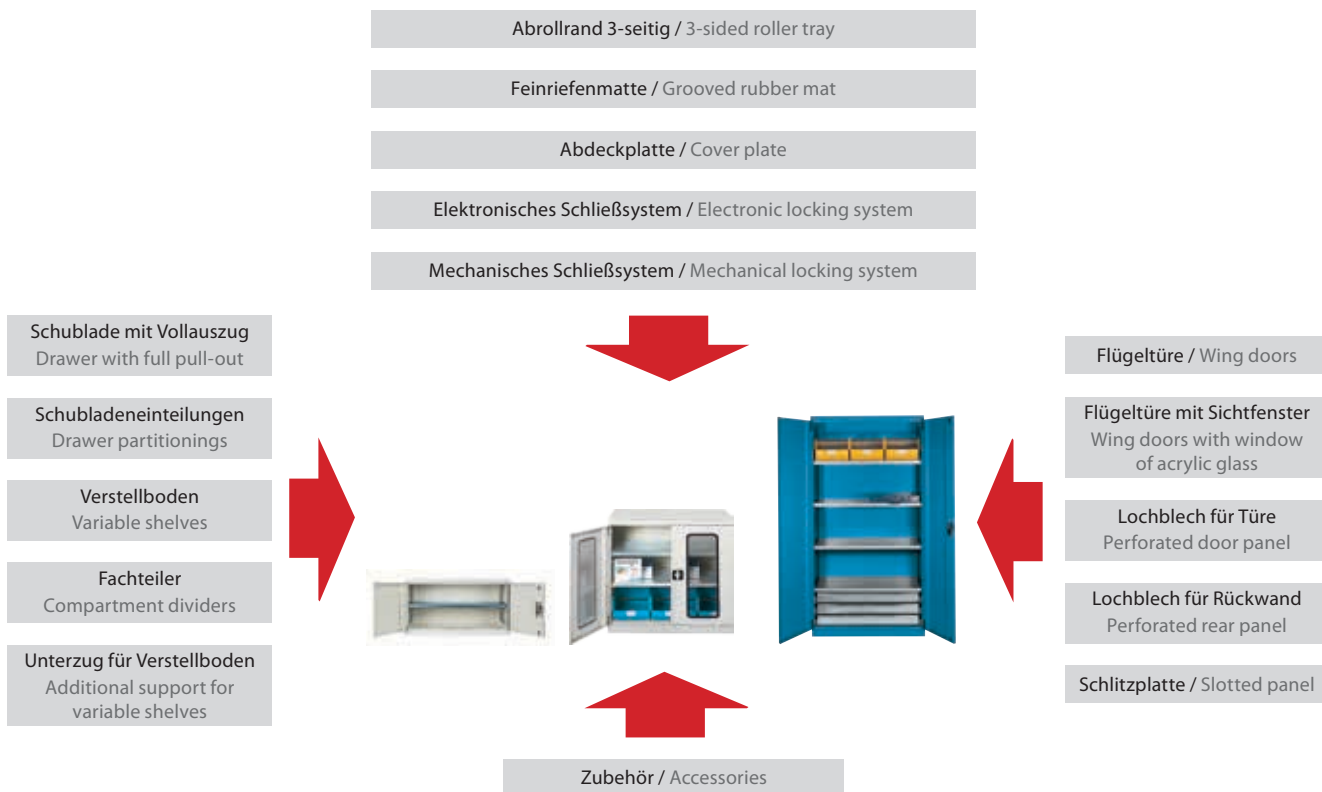 Abrollrand 3-seitig / 3-sided roller tray
Feinriefenmatte / Grooved rubber mat
Abdeckplatte / Cover plate
Elektronisches Schließsystem / Electronic locking system
Mechanisches Schließsystem / Mechanical locking system
Schublade mit Vollauszug
Drawer with full pull-out
Schubladeneinteilungen
Drawer partitionings
Verstellboden
Variable shelves
Fachteiler
Compartment dividers
Unterzug für Verstellboden
Additional support for
variable shelves
Flügeltüre / Wing doors
Flügeltüre mit Sichtfenster
Wing doors with window
of acrylic glass
Lochblech für Türe
Perforated door panel
Lochblech für Rückwand
Perforated rear panel
Schlitzplatte / Slotted panel
Zubehör / Accessories